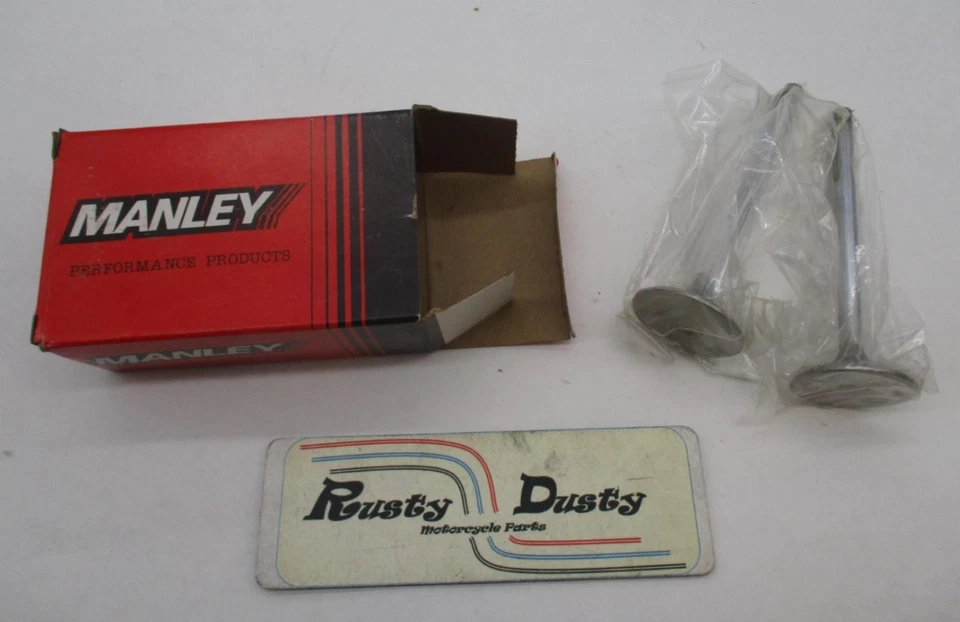 MANLEY
PERFORMANCE PRODUCTS
MANLEY
Rusty Dusty
Motorcycle Parts